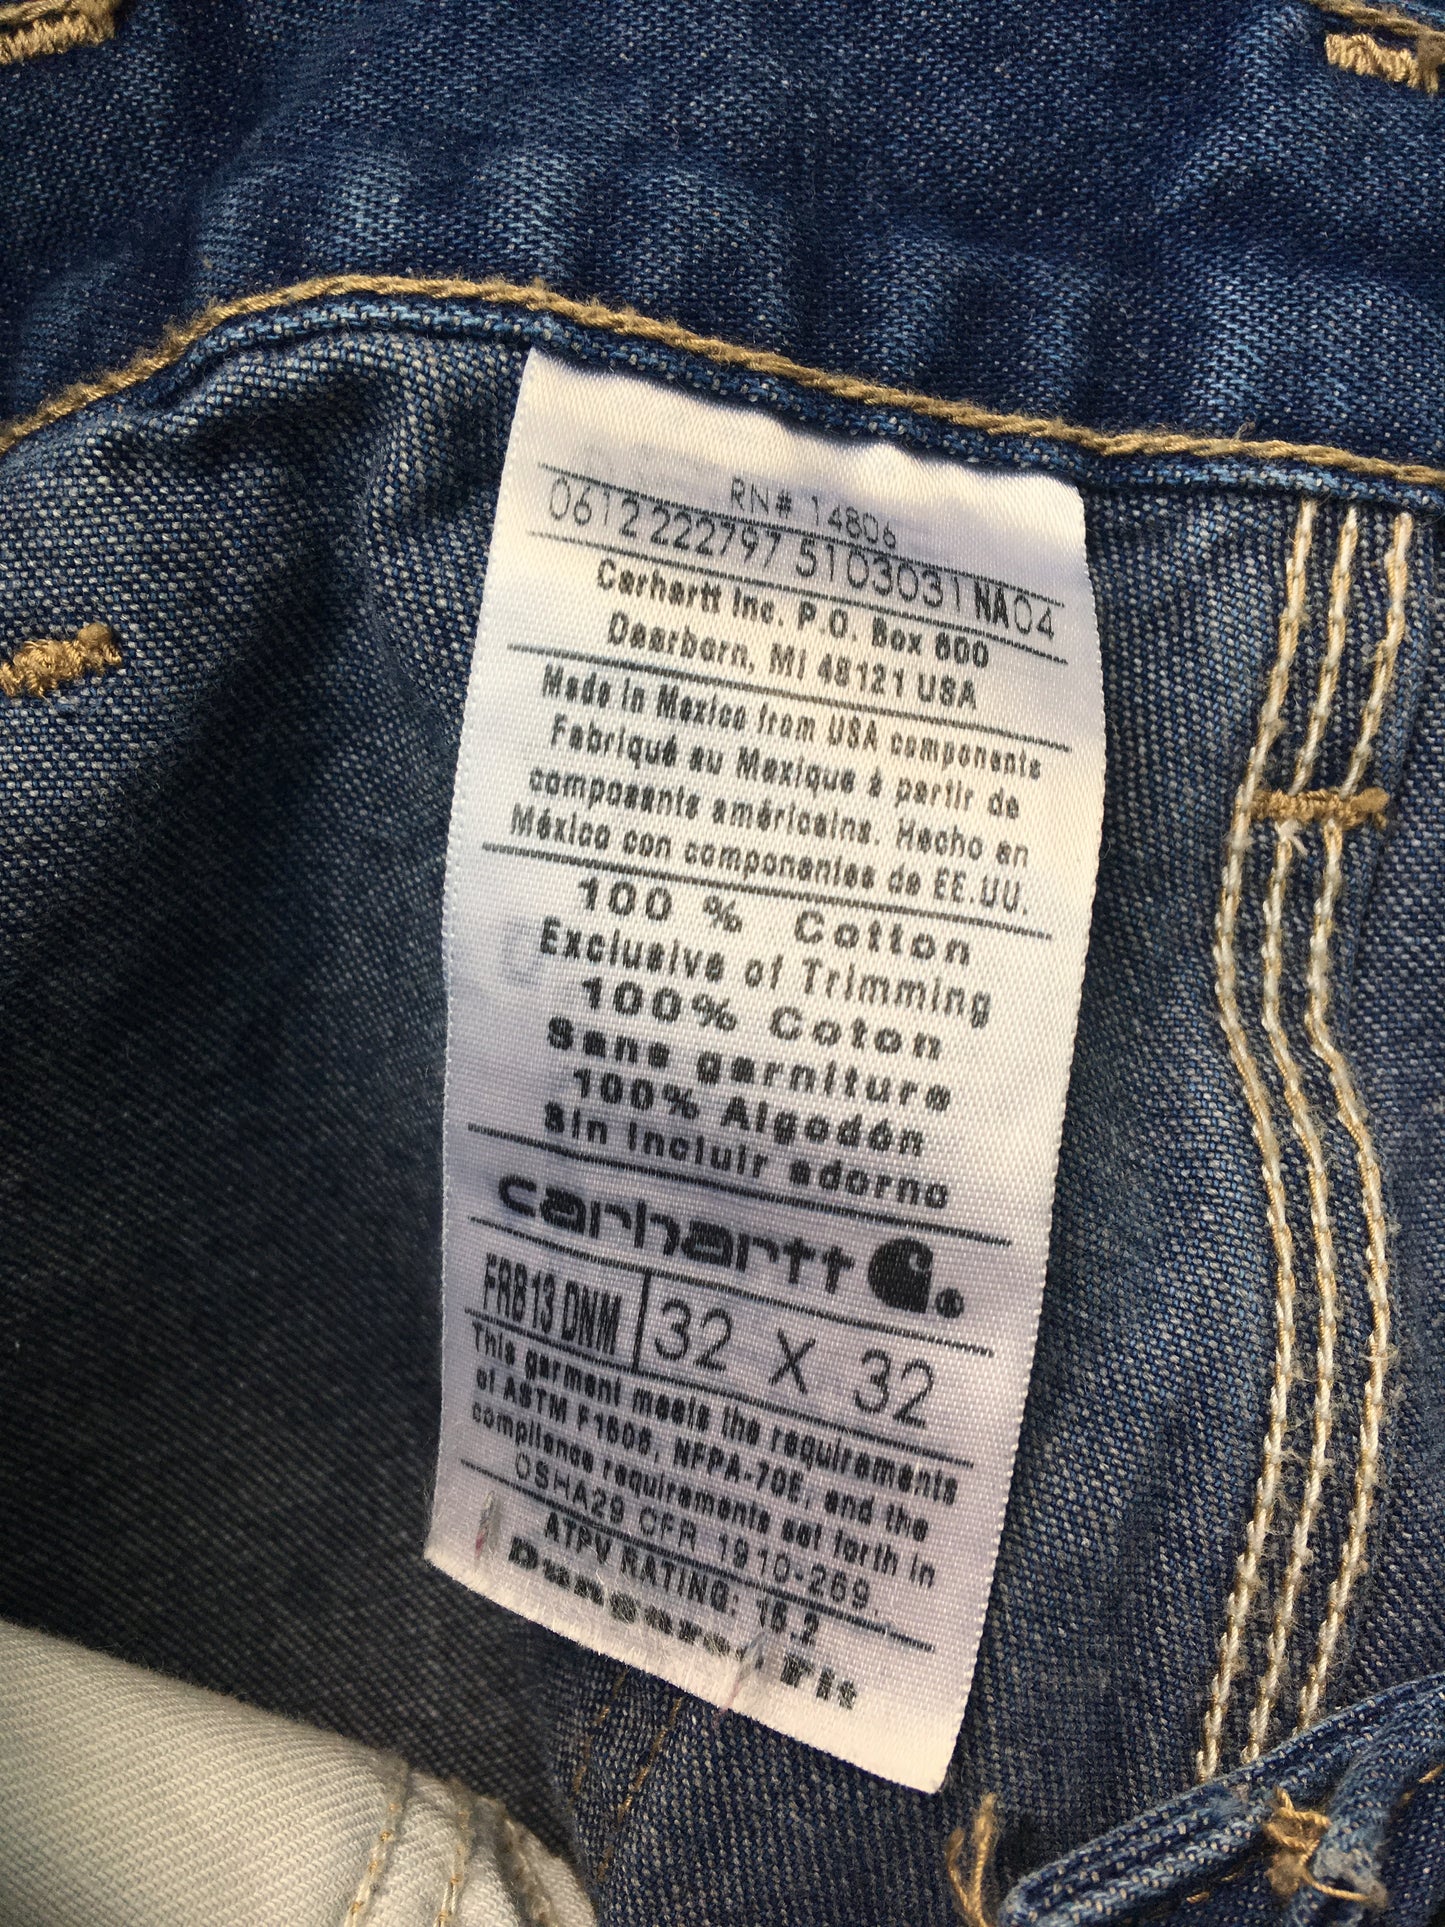 RN# 14806
0612 222797 5103031 NA04
Carhartt Inc. P.O. Box 600
Dearborn, MI 48121 USA
Made in Mexico from USA components
Fabriqué au Mexique à partir de
composants américains. Hecho en
México con componentes de EE.UU.
100 % Cotton
Exclusive of Trimming
100% Coton
Sans garniture
100% Algodón
Sin incluir adorno
carhartt ®
FRB13 DNM 32 X 32
This garment meets the requirements
of ASTM F1506, NFPA-70E, and the
compliance requirements set forth in
OSHA29 CFR 1910-269.
ATPV RATING: 16.2
Dungaree Fit